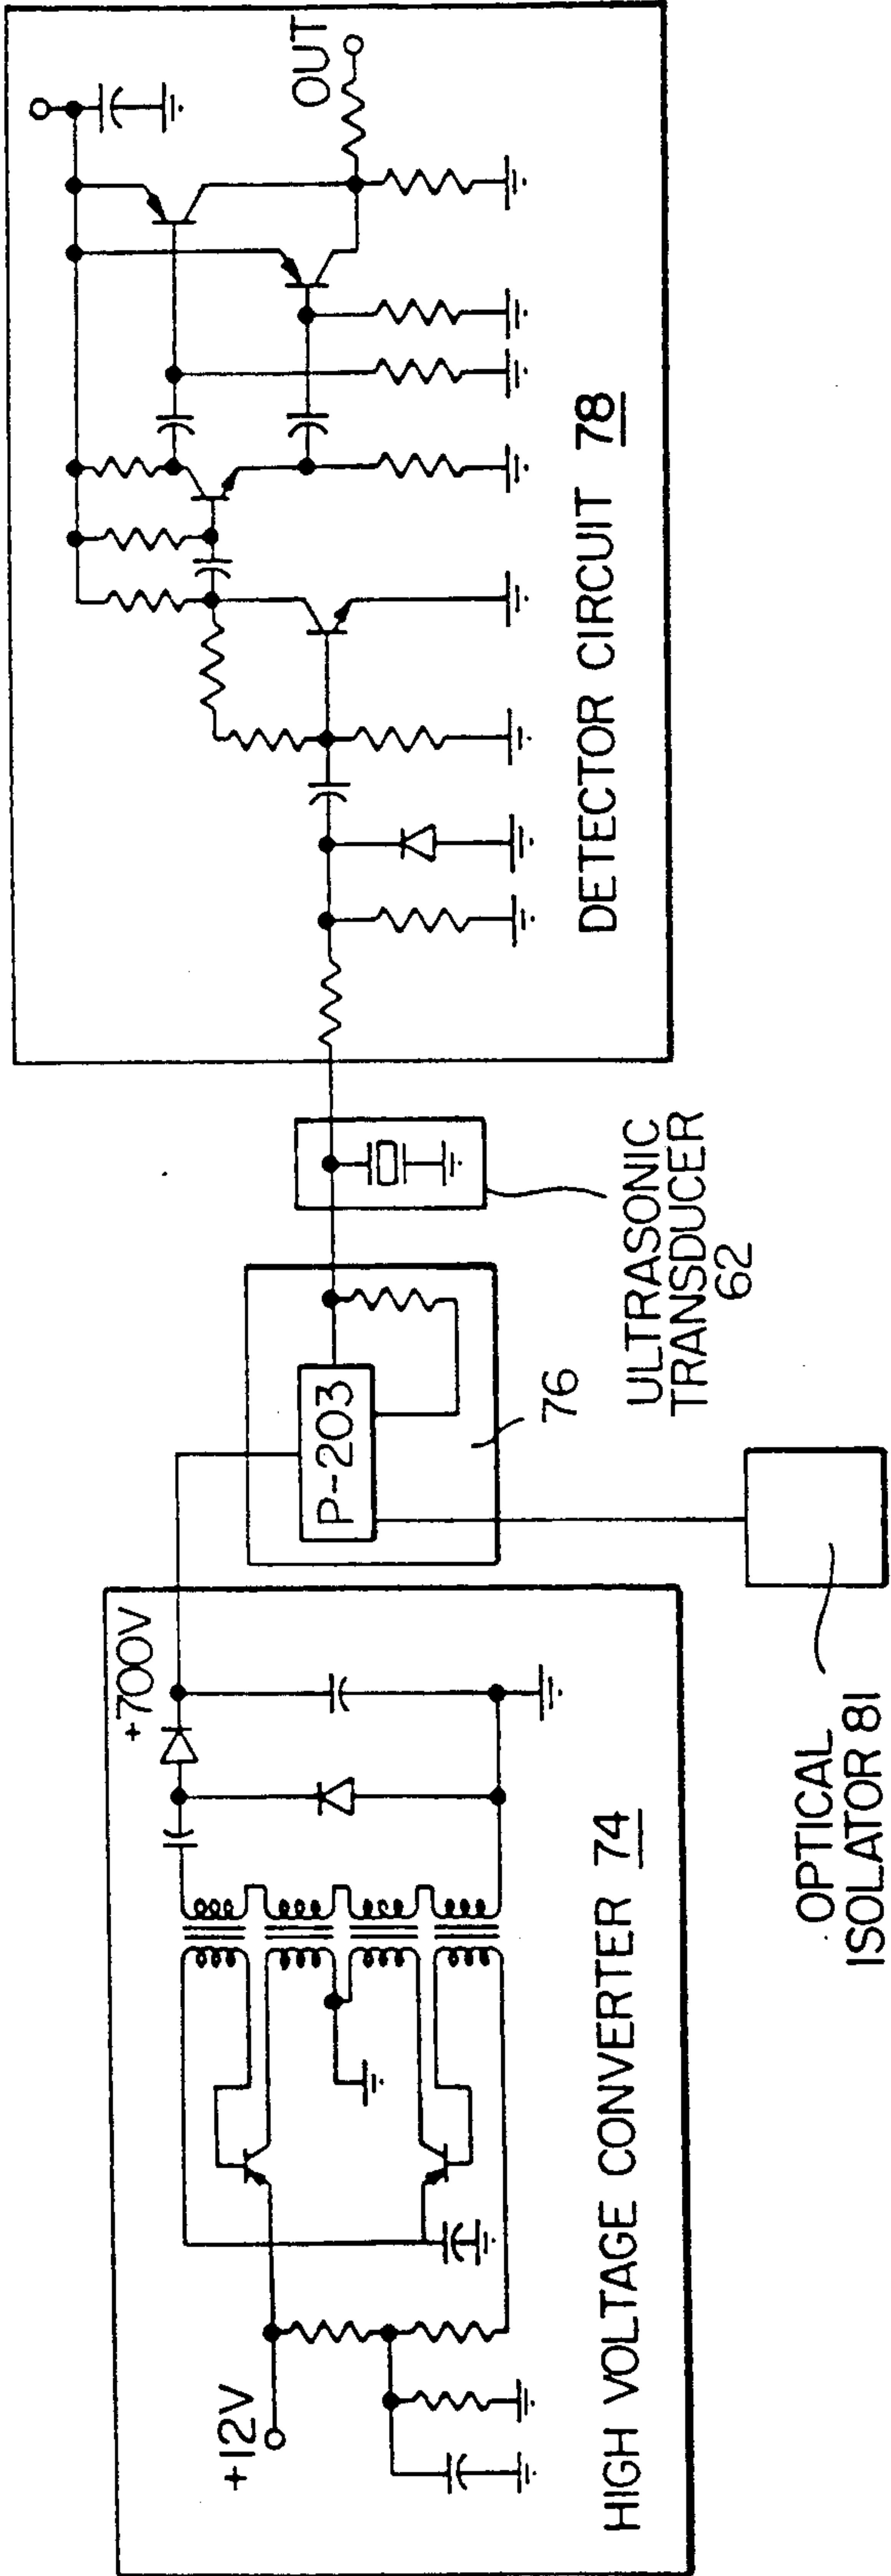 +12V
HIGH VOLTAGE CONVERTER 74
+700V
P-203
76
OPTICAL
ISOLATOR 81
ULTRASONIC
TRANSDUCER
62
DETECTOR CIRCUIT 78
OUT